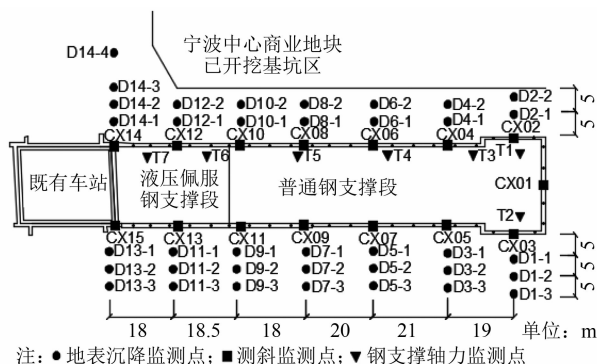 宁波中心商业地块
已开挖基坑区
D14-4
D14-3
D14-2 D12-2 D10-2 D8-2 D6-2 D4-2 D2-2
D14-1 D12-1 D10-1 D8-1 D6-1 D4-1 D2-1
5
5
CX14 CX12 CX10 CX08 CX06 CX04 CX02
T7 T6 T5 T4 T3 T1
既有车站
液压佩服
钢支撑段
普通钢支撑段
CX01
T2
CX15 CX13 CX11 CX09 CX07 CX05 CX03
D13-1 D11-1 D9-1 D7-1 D5-1 D3-1 D1-1
D13-2 D11-2 D9-2 D7-2 D5-2 D3-2 D1-2
D13-3 D11-3 D9-3 D7-3 D5-3 D3-3 D1-3
5
5
5
18 18.5 18 20 21 19 单位：m
注：●地表沉降监测点；■测斜监测点；▼钢支撑轴力监测点